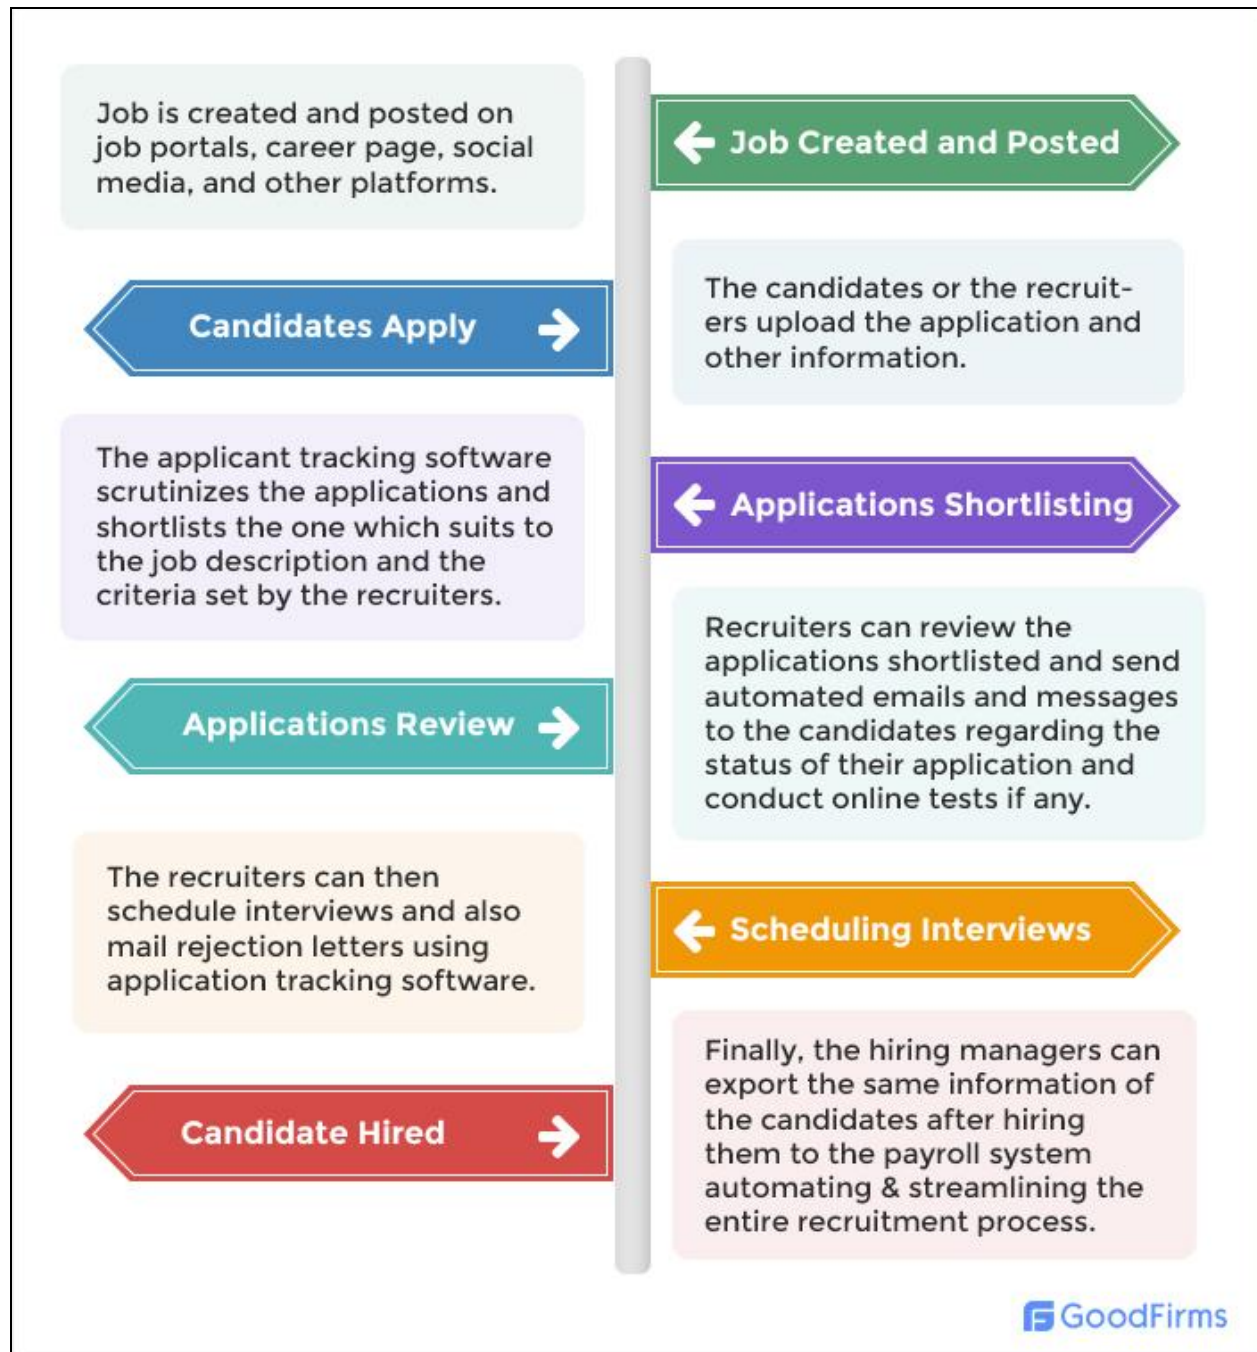 Job Created and Posted
Job is created and posted on
job portals, career page, social
media, and other platforms.
Candidates Apply
The candidates or the recruit-
ers upload the application and
other information.
Applications Shortlisting
The applicant tracking software
scrutinizes the applications and
shortlists the one which suits to
the job description and the
criteria set by the recruiters.
Applications Review
Recruiters can review the
applications shortlisted and send
automated emails and messages
to the candidates regarding the
status of their application and
conduct online tests if any.
Scheduling Interviews
The recruiters can then
schedule interviews and also
mail rejection letters using
application tracking software.
Candidate Hired
Finally, the hiring managers can
export the same information of
the candidates after hiring
them to the payroll system
automating & streamlining the
entire recruitment process.
GoodFirms